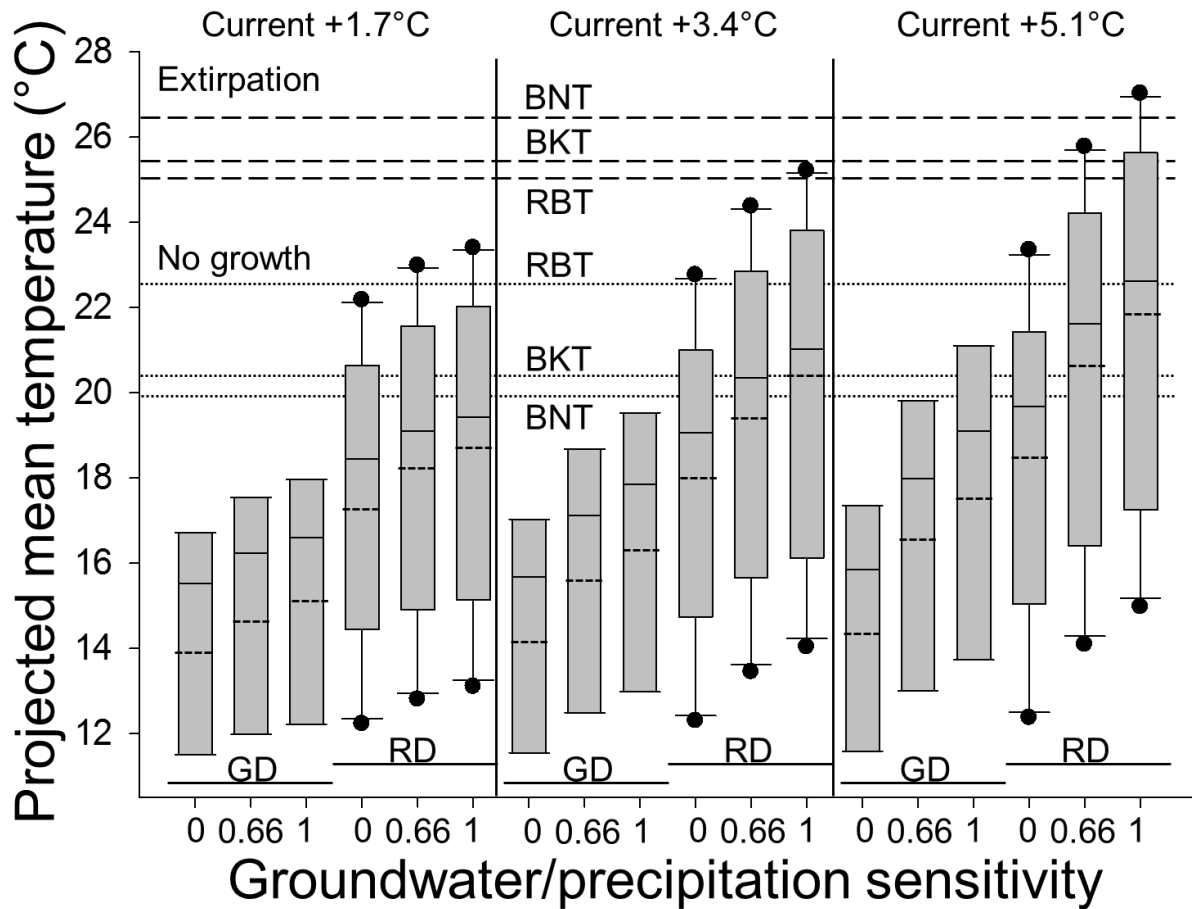 Current +1.7°C Current +3.4°C Current +5.1°C
Projected mean temperature (°C)
28
26
24
22
20
18
16
14
12
Extirpation
BNT
BKT
RBT
No growth
RBT
BKT
BNT
GD RD GD RD GD RD
0 0.66 1 0 0.66 1 0 0.66 1 0 0.66 1 0 0.66 1 0 0.66 1
Groundwater/precipitation sensitivity